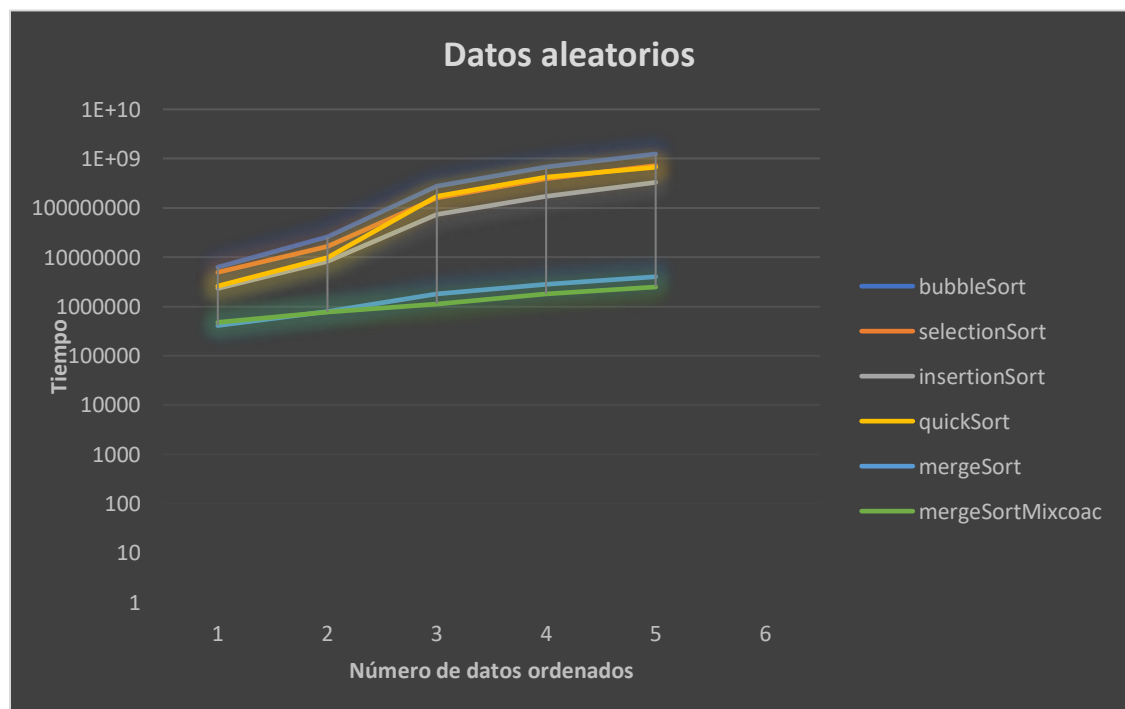 Datos aleatorios
1E+10
1E+09
100000000
10000000
1000000
100000
10000
1000
100
10
1
Tiempo
1 2 3 4 5 6
Número de datos ordenados
bubbleSort
selectionSort
insertionSort
quickSort
mergeSort
mergeSortMixcoac